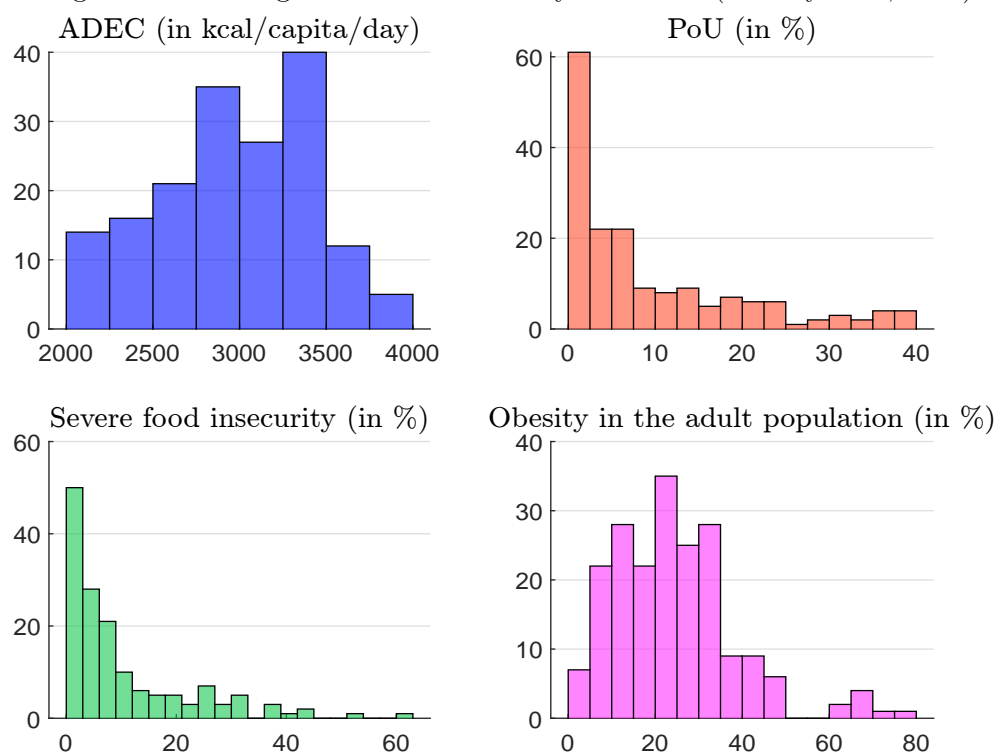 ADEC (in kcal/capita/day)
PoU (in %)
40
30
20
10
0
2000 2500 3000 3500 4000
60
40
20
0
0 10 20 30 40
Severe food insecurity (in %)
Obesity in the adult population (in %)
60
40
20
0
0 20 40 60
40
30
20
10
0
0 20 40 60 80